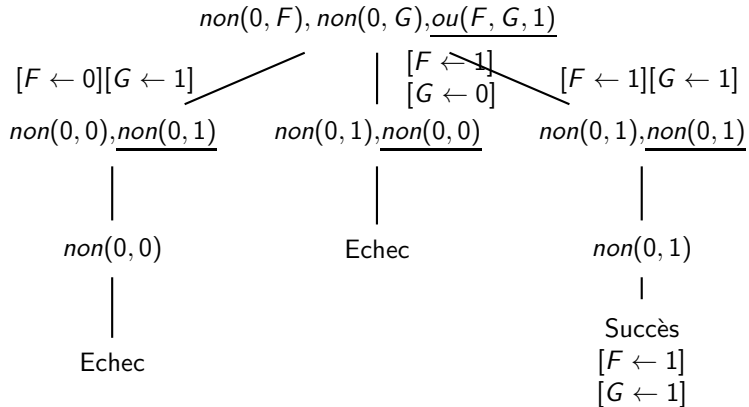 non(0, F), non(0, G),ou(F, G, 1)
[F ← 0][G ← 1]
[F ← 1]
[G ← 0]
[F ← 1][G ← 1]
non(0, 0),non(0, 1)
non(0, 1),non(0, 0)
non(0, 1),non(0, 1)
non(0, 0)
Echec
non(0, 1)
Echec
Succès
[F ← 1]
[G ← 1]